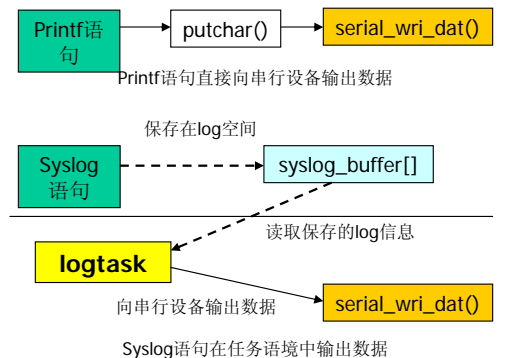 Printf语
句
putchar()
serial_wri_dat()
Printf语句直接向串行设备输出数据
保存在log空间
Syslog
语句
syslog_buffer[]
读取保存的log信息
logtask
向串行设备输出数据
serial_wri_dat()
Syslog语句在任务语境中输出数据